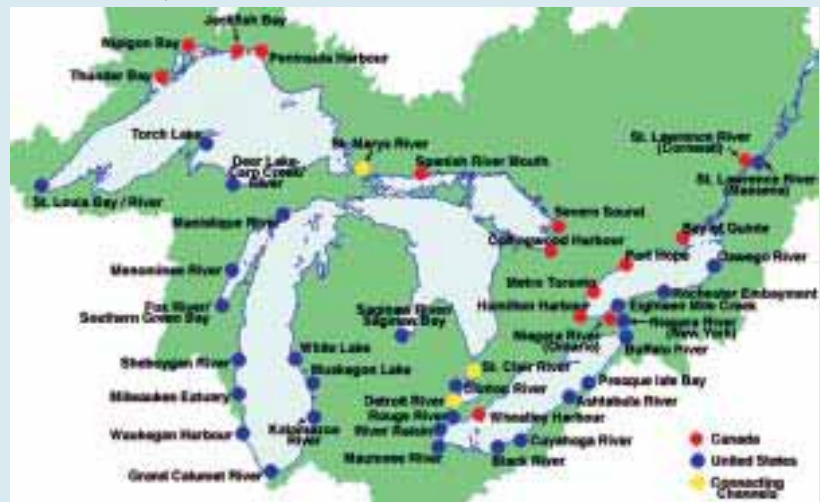 Jackfish Bay
Nipigon Bay
Peninsula Harbour
Thunder Bay
Torch Lake
St. Marys River
Spanish River Mouth
St. Lawrence River
(Cornwall)
Deer Lake-
Carp Creek/
River
St. Lawrence River
(Massena)
St. Louis Bay / River
Manistique River
Severn Sound
Collingwood Harbour
Bay of Quinte
Menominee River
Port Hope
Oswego River
Metro Toronto
Fox River
Southern Green Bay
Saginaw River
Saginaw Bay
Hamilton Harbour
Rochester Embayment
Eighteen Mile Creek
Niagara River
(New York)
Niagara River
(Ontario)
Buffalo River
Sheboygan River
White Lake
Muskegon Lake
St. Clair River
Clinton River
Presque Isle Bay
Milwaukee Estuary
Detroit River
Ashtabula River
Rouge River
Wheatley Harbour
Waukegan Harbour
Kalamazoo
River
River Raisin
Cuyahoga River
Maumee River
Black River
Grand Calumet River
Canada
United States
Connecting
Channels